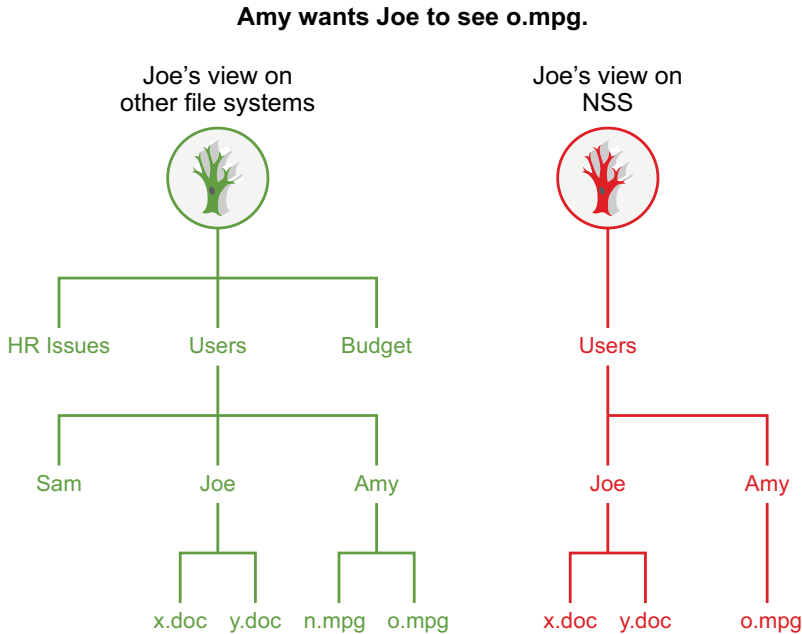 Amy wants Joe to see o.mpg.
Joe's view on
other file systems
Joe's view on
NSS
HR Issues Users Budget
Users
Sam Joe Amy
Joe Amy
x.doc y.doc n.mpg o.mpg
x.doc y.doc o.mpg